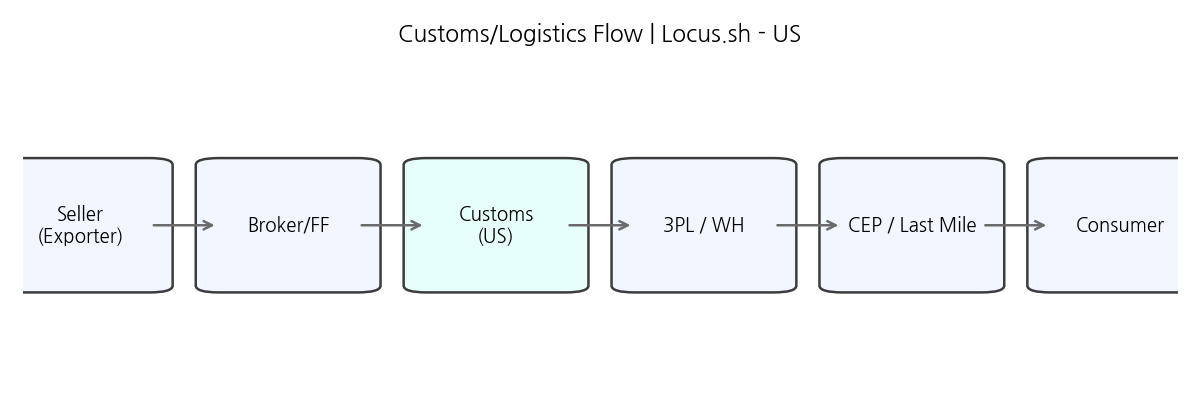 Customs/Logistics Flow | Locus.sh - US
Seller
(Exporter)
Broker/FF
Customs
(US)
3PL / WH
CEP / Last Mile
Consumer